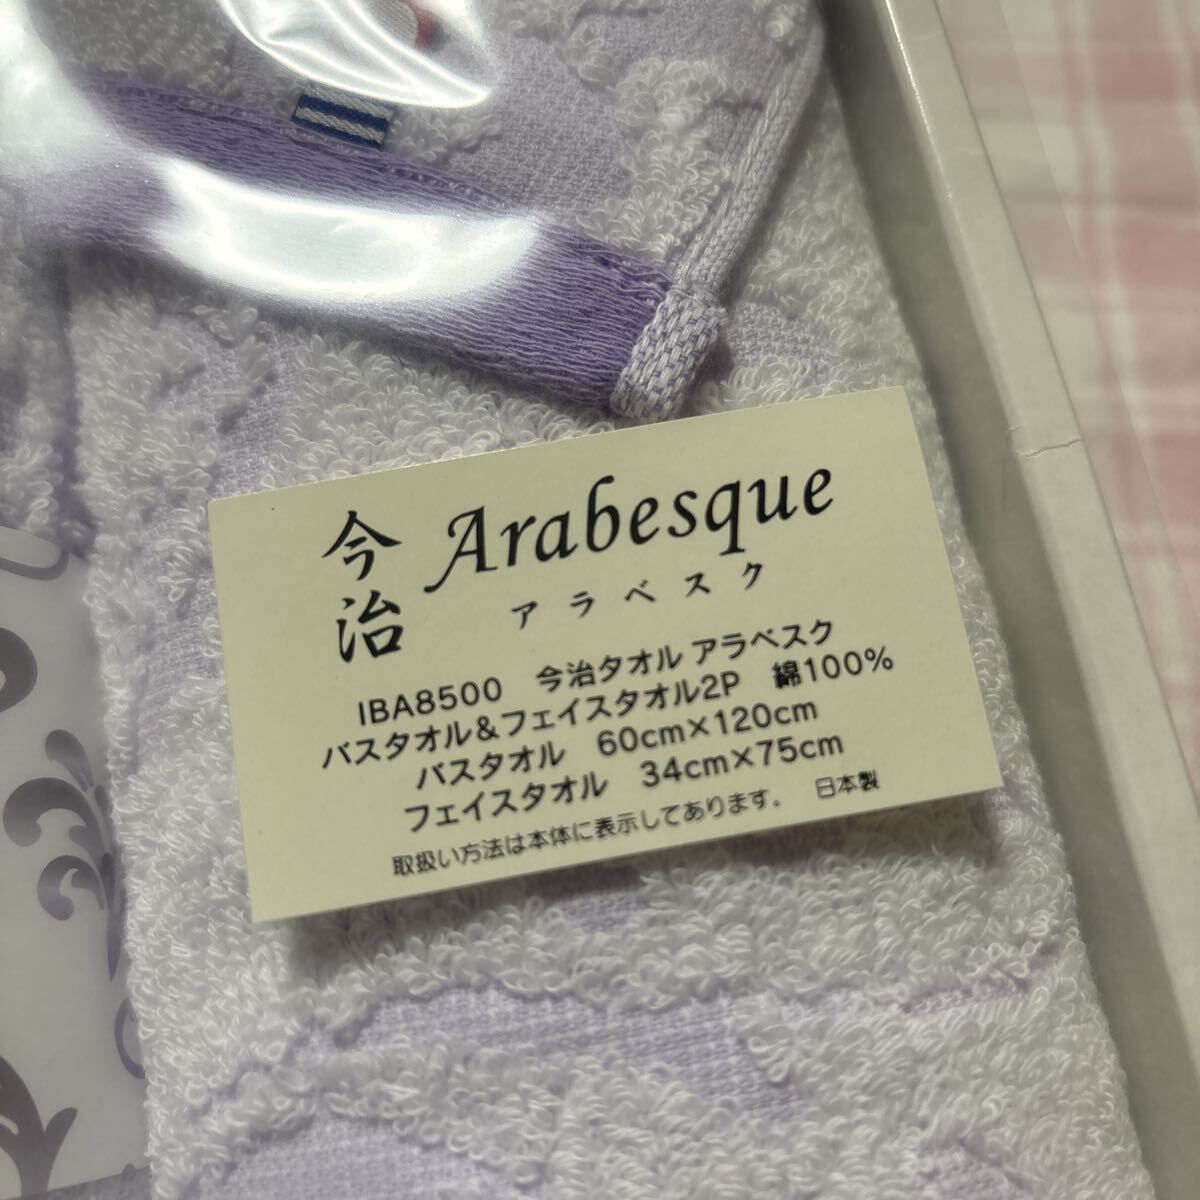 今治 Arabesque
アラベスク
IBA8500 今治タオル アラベスク
バスタオル&フェイスタオル2P 綿100%
バスタオル 60cm×120cm
フェイスタオル 34cm×75cm
取扱い方法は本体に表示してあります。 日本製